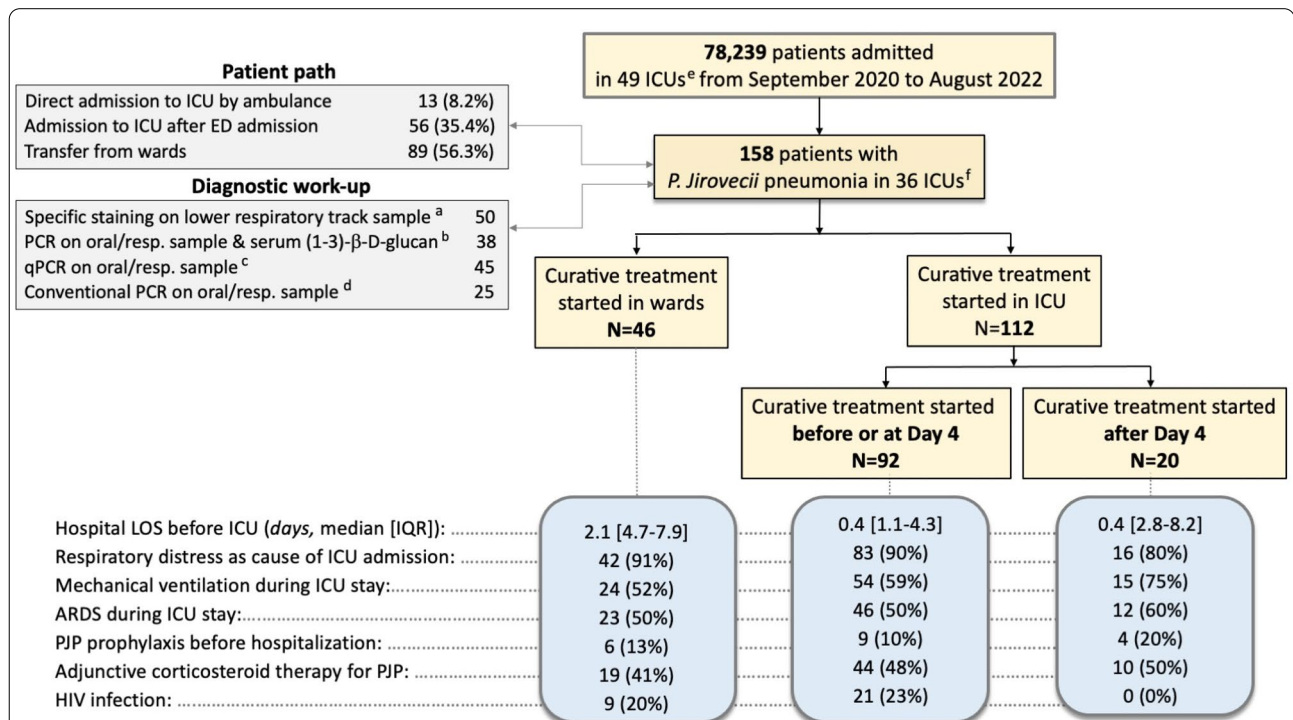 78,239 patients admitted
in 49 ICUsᵉ from September 2020 to August 2022
Patient path
Direct admission to ICU by ambulance 13 (8.2%)
Admission to ICU after ED admission 56 (35.4%)
Transfer from wards 89 (56.3%)
158 patients with
P. Jirovecii pneumonia in 36 ICUsᶠ
Diagnostic work-up
Specific staining on lower respiratory track sample ᵃ 50
PCR on oral/resp. sample & serum (1-3)-β-D-glucan ᵇ 38
qPCR on oral/resp. sample ᶜ 45
Conventional PCR on oral/resp. sample ᵈ 25
Curative treatment
started in wards
N=46
Curative treatment
started in ICU
N=112
Curative treatment started
before or at Day 4
N=92
Curative treatment started
after Day 4
N=20
Hospital LOS before ICU (days, median [IQR]): 2.1 [4.7-7.9] 0.4 [1.1-4.3] 0.4 [2.8-8.2]
Respiratory distress as cause of ICU admission: 42 (91%) 83 (90%) 16 (80%)
Mechanical ventilation during ICU stay: 24 (52%) 54 (59%) 15 (75%)
ARDS during ICU stay: 23 (50%) 46 (50%) 12 (60%)
PJP prophylaxis before hospitalization: 6 (13%) 9 (10%) 4 (20%)
Adjunctive corticosteroid therapy for PJP: 19 (41%) 44 (48%) 10 (50%)
HIV infection: 9 (20%) 21 (23%) 0 (0%)